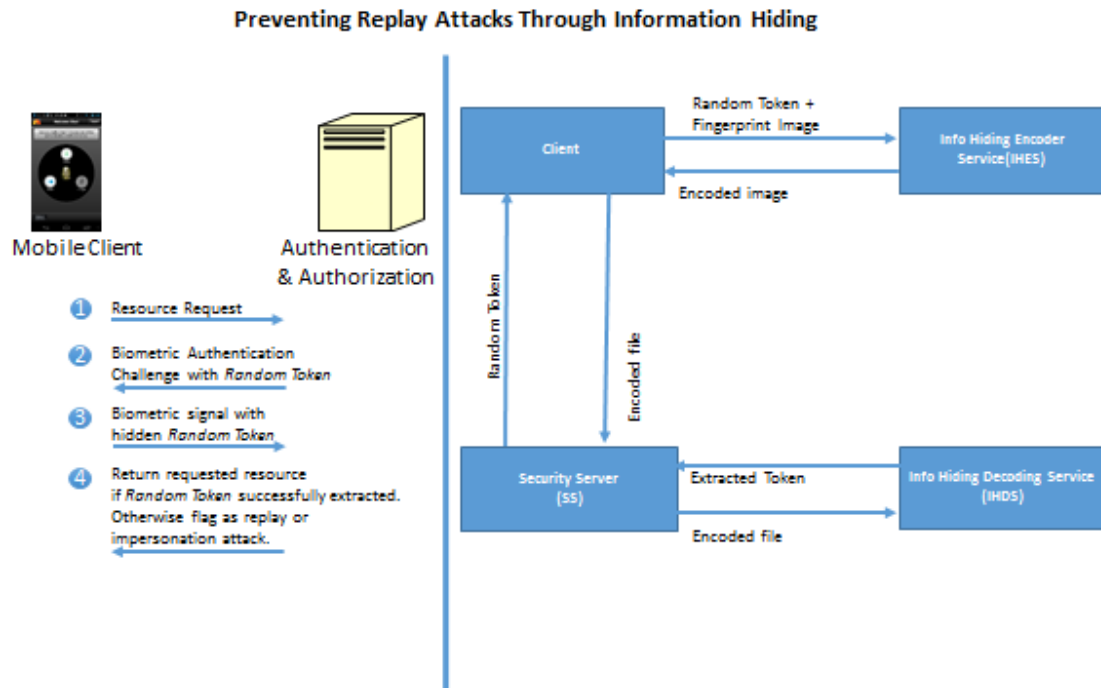 Preventing Replay Attacks Through Information Hiding
Mobile Client
Authentication
& Authorization
1
Resource Request
2
Biometric Authentication
Challenge with Random Token
3
Biometric signal with
hidden Random Token
4
Return requested resource
if Random Token successfully extracted.
Otherwise flag as replay or
impersonation attack.
Client
Random Token +
Fingerprint Image
Encoded image
Info Hiding Encoder
Service(IHES)
Random Token
Encoded file
Security Server
(SS)
Extracted Token
Encoded file
Info Hiding Decoding Service
(IHDS)